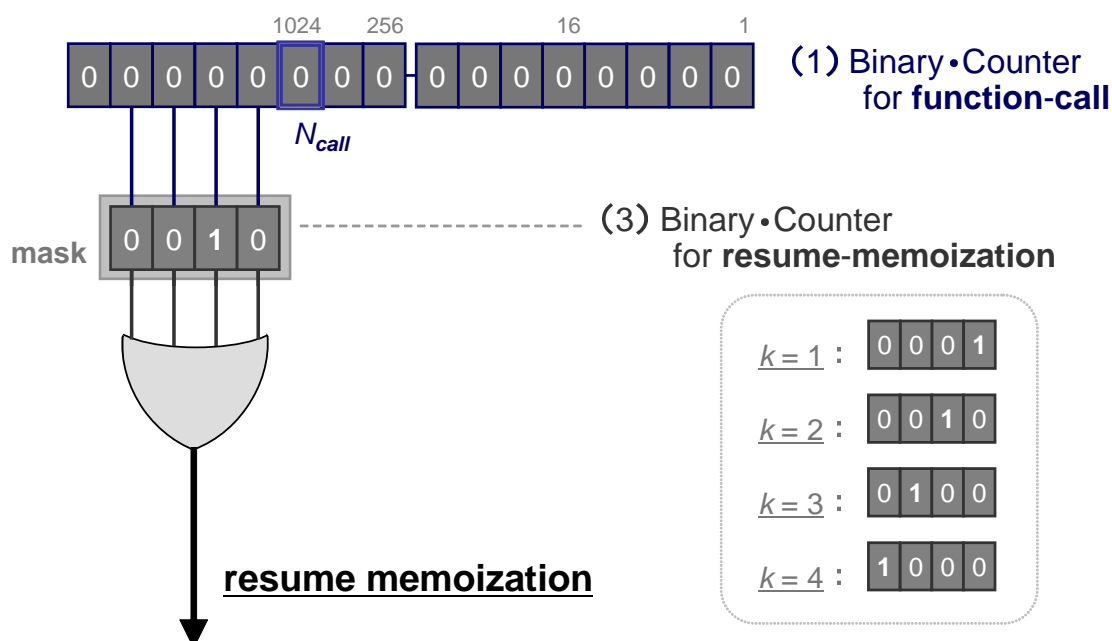 1024 256 16 1
0 0 0 0 0 0 0 0 0 0 0 0 0 0 0 0
(1) Binary•Counter
for function-call
N call
0 0 1 0
mask
(3) Binary•Counter
for resume-memoization
k = 1 : 0 0 0 1
k = 2 : 0 0 1 0
k = 3 : 0 1 0 0
k = 4 : 1 0 0 0
resume memoization